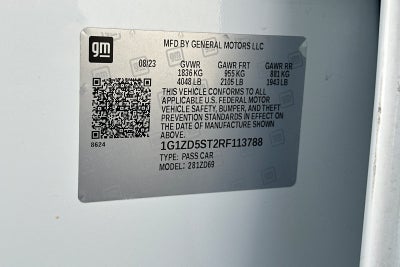 gm
MFD BY GENERAL MOTORS LLC
08/23 GVWR GAWR FRT GAWR RR
1836 KG 955 KG 881 KG
4048 LB 2105 LB 1943 LB
THIS VEHICLE CONFORMS TO ALL
APPLICABLE U.S. FEDERAL MOTOR
VEHICLE SAFETY, BUMPER, AND THEFT
PREVENTION STANDARDS IN EFFECT ON
THE DATE OF MANUFACTURE SHOWN
ABOVE.
8624
1G1ZD5ST2RF113788
TYPE: PASS CAR
MODEL: 281ZD69